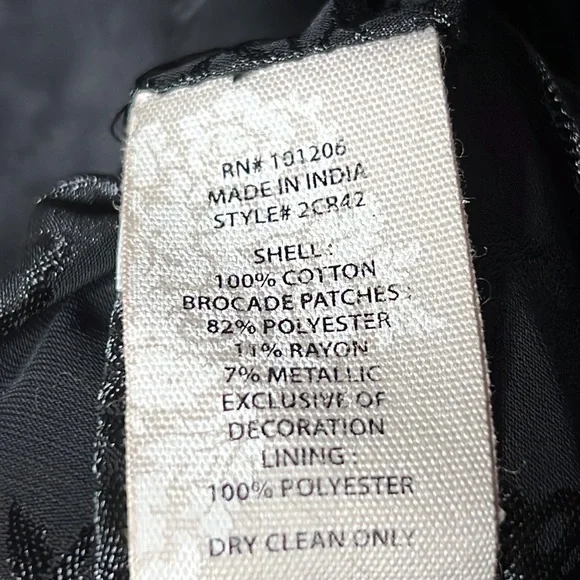 RN# 101206
MADE IN INDIA
STYLE# 2CR42
SHELL :
100% COTTON
BROCADE PATCHES :
82% POLYESTER
11% RAYON
7% METALLIC
EXCLUSIVE OF
DECORATION
LINING :
100% POLYESTER
DRY CLEAN ONLY